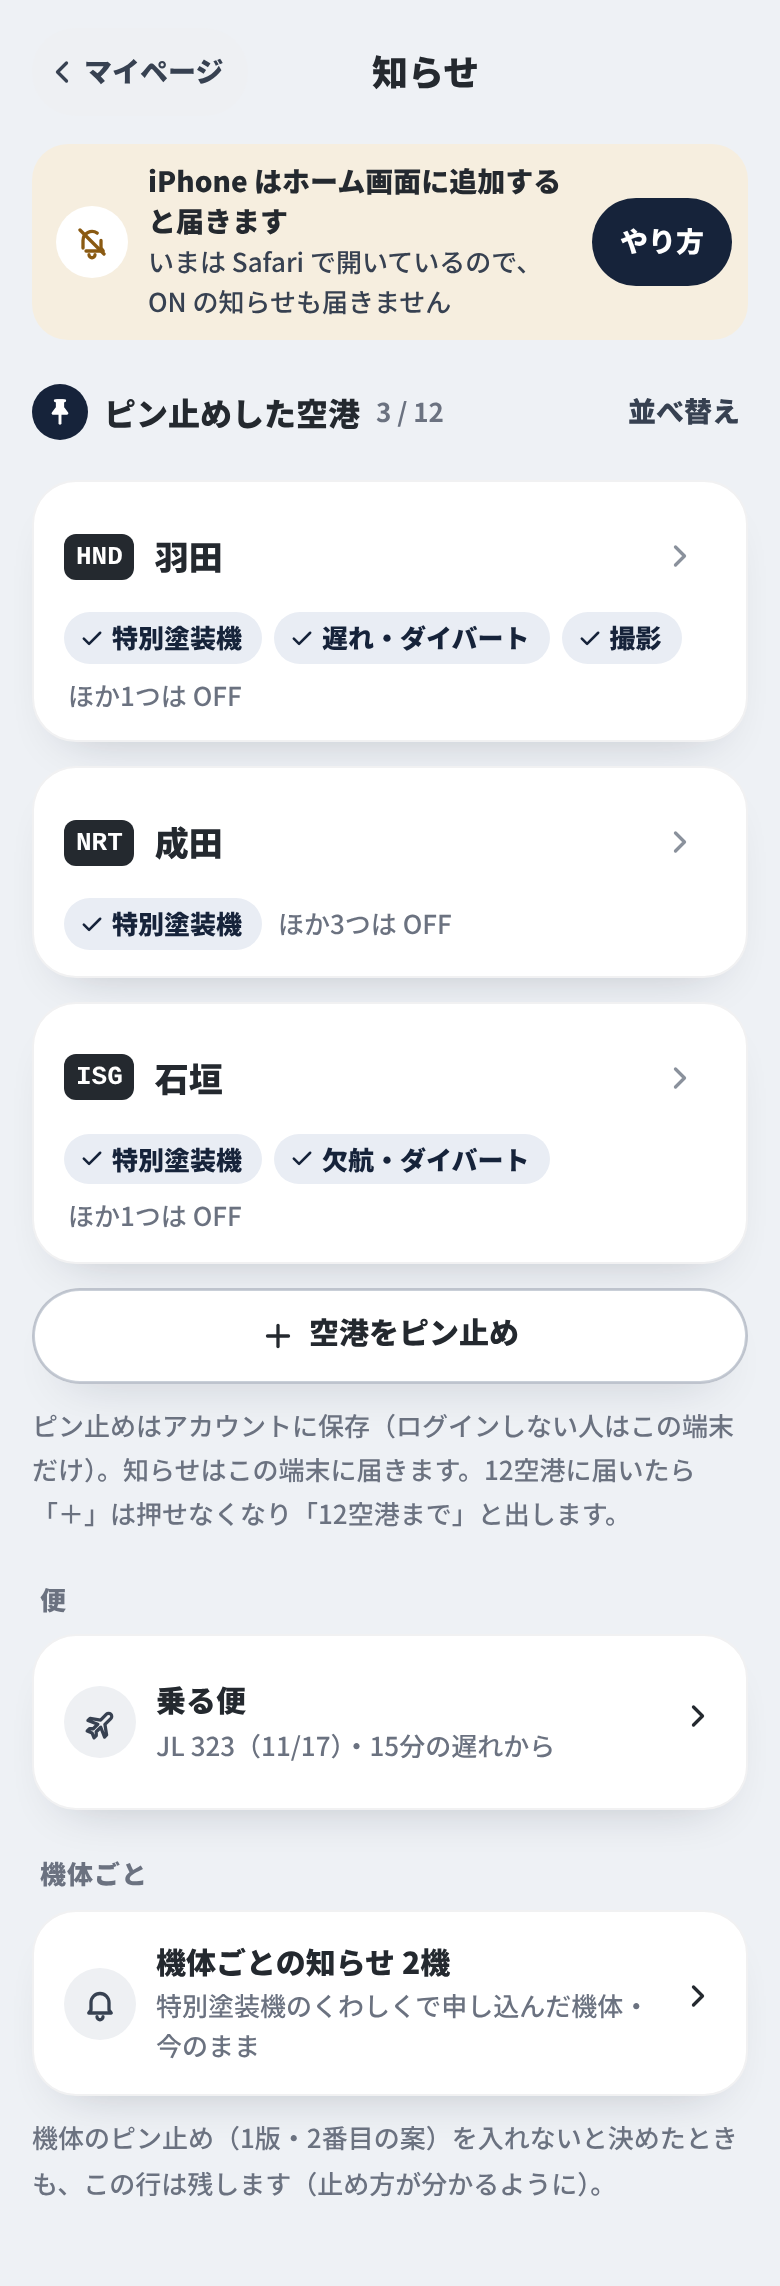 マイページ
知らせ
iPhone はホーム画面に追加する
と届きます
いまは Safari で開いているので、
ON の知らせも届きません
やり方
ピン止めした空港 3 / 12
並べ替え
HND 羽田
特別塗装機 遅れ・ダイバート 撮影
ほか1つは OFF
NRT 成田
特別塗装機 ほか3つは OFF
ISG 石垣
特別塗装機 欠航・ダイバート
ほか1つは OFF
＋ 空港をピン止め
ピン止めはアカウントに保存（ログインしない人はこの端末
だけ）。知らせはこの端末に届きます。12空港に届いたら
「＋」は押せなくなり「12空港まで」と出します。
便
乗る便
JL 323（11/17）・15分の遅れから
機体ごと
機体ごとの知らせ 2機
特別塗装機のくわしくで申し込んだ機体・
今のまま
機体のピン止め（1版・2番目の案）を入れないと決めたとき
も、この行は残します（止め方が分かるように）。